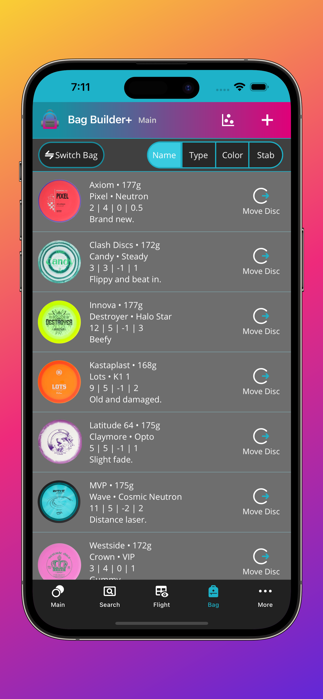 7:11
Bag Builder+ Main
Switch Bag
Name Type Color Stab
Axiom • 177g
Pixel • Neutron
2 | 4 | 0 | 0.5
Brand new.
Move Disc
PIXEL
Clash Discs • 172g
Candy • Steady
3 | 3 | -1 | 1
Flippy and beat in.
Move Disc
Innova • 177g
Destroyer • Halo Star
12 | 5 | -1 | 3
Beefy
Move Disc
DESTROYER
Kastaplast • 168g
Lots • K1 1
9 | 5 | -1 | 2
Old and damaged.
Move Disc
LOTS
Latitude 64 • 175g
Claymore • Opto
5 | 5 | -1 | 1
Slight fade.
Move Disc
MVP • 175g
Wave • Cosmic Neutron
11 | 5 | -2 | 2
Distance laser.
Move Disc
Westside • 172g
Crown • VIP
3 | 4 | 0 | 1
Gummy
Move Disc
Main Search Flight Bag More